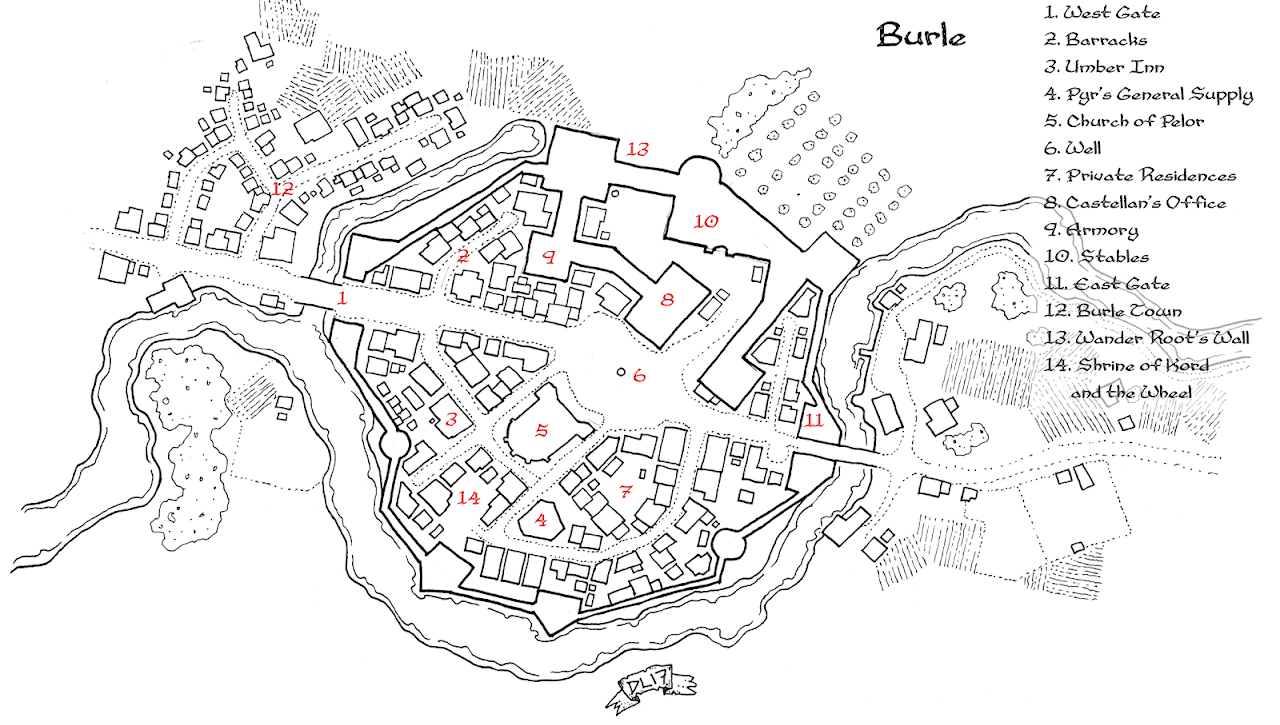 Burle
1. West Gate
2. Barracks
3. Umber Inn
4. Pyr's General Supply
5. Church of Pelor
6. Well
7. Private Residences
8. Castellan's Office
9. Armory
10. Stables
11. East Gate
12. Burle Town
13. Wander Root's Wall
14. Shrine of Kord
and the Wheel
13
12
10
2
9
1
8
6
3
5
11
14
7
4
DL17